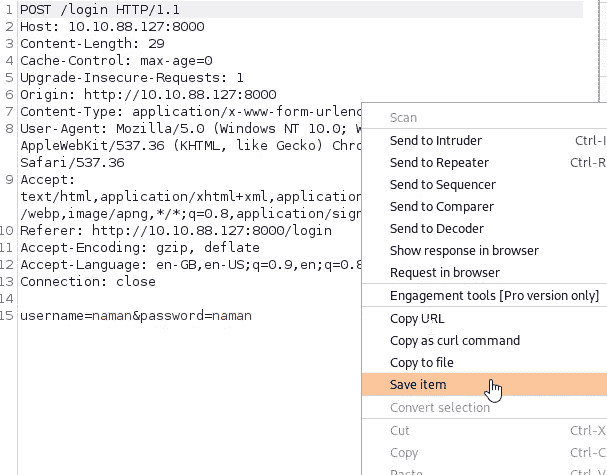 1 POST /login HTTP/1.1
2 Host: 10.10.88.127:8000
3 Content-Length: 29
4 Cache-Control: max-age=0
5 Upgrade-Insecure-Requests: 1
6 Origin: http://10.10.88.127:8000
7 Content-Type: application/x-www-form-urlenc
8 User-Agent: Mozilla/5.0 (Windows NT 10.0; W
AppleWebKit/537.36 (KHTML, like Gecko) Chro
Safari/537.36
9 Accept:
text/html,application/xhtml+xml,application
/webp,image/apng,*/*;q=0.8,application/sign
10 Referer: http://10.10.88.127:8000/login
11 Accept-Encoding: gzip, deflate
12 Accept-Language: en-GB,en-US;q=0.9,en;q=0.8
13 Connection: close
14
15 username=naman&password=naman
Scan
Send to Intruder Ctrl-I
Send to Repeater Ctrl-R
Send to Sequencer
Send to Comparer
Send to Decoder
Show response in browser
Request in browser
Engagement tools [Pro version only]
Copy URL
Copy as curl command
Copy to file
Save item
Convert selection
Cut Ctrl-X
Copy Ctrl-C
Paste Ctrl-V